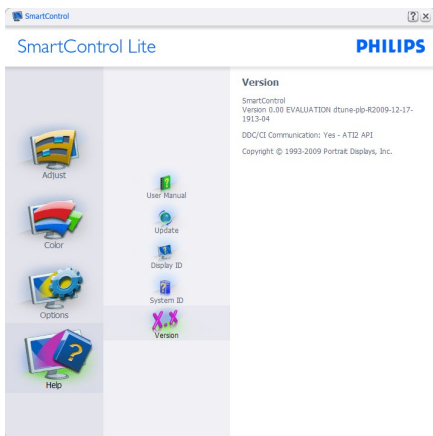 SmartControl
SmartControl Lite
PHILIPS
Adjust
Color
Options
Help
User Manual
Update
Display ID
System ID
X.X
Version
Version
SmartControl
Version 0.00 EVALUATION dtune-plp-R2009-12-17-
1913-04
DDC/CI Communication: Yes - ATI2 API
Copyright © 1993-2009 Portrait Displays, Inc.